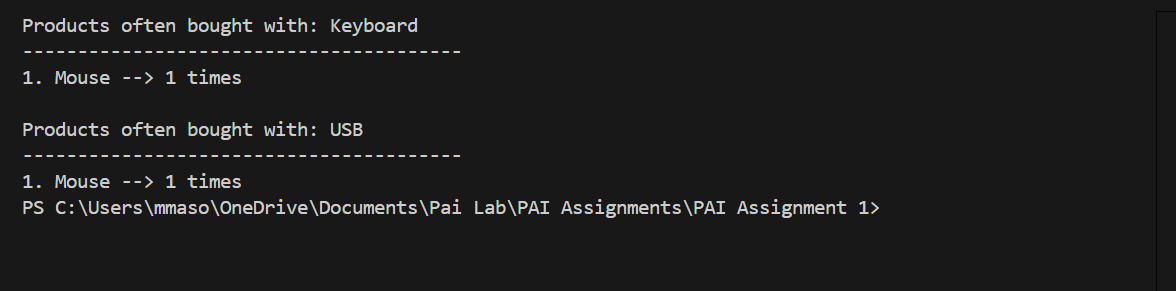 Products often bought with: Keyboard
----------------------------------------
1. Mouse --> 1 times
Products often bought with: USB
----------------------------------------
1. Mouse --> 1 times
PS C:\Users\mmaso\OneDrive\Documents\Pai Lab\PAI Assignments\PAI Assignment 1>